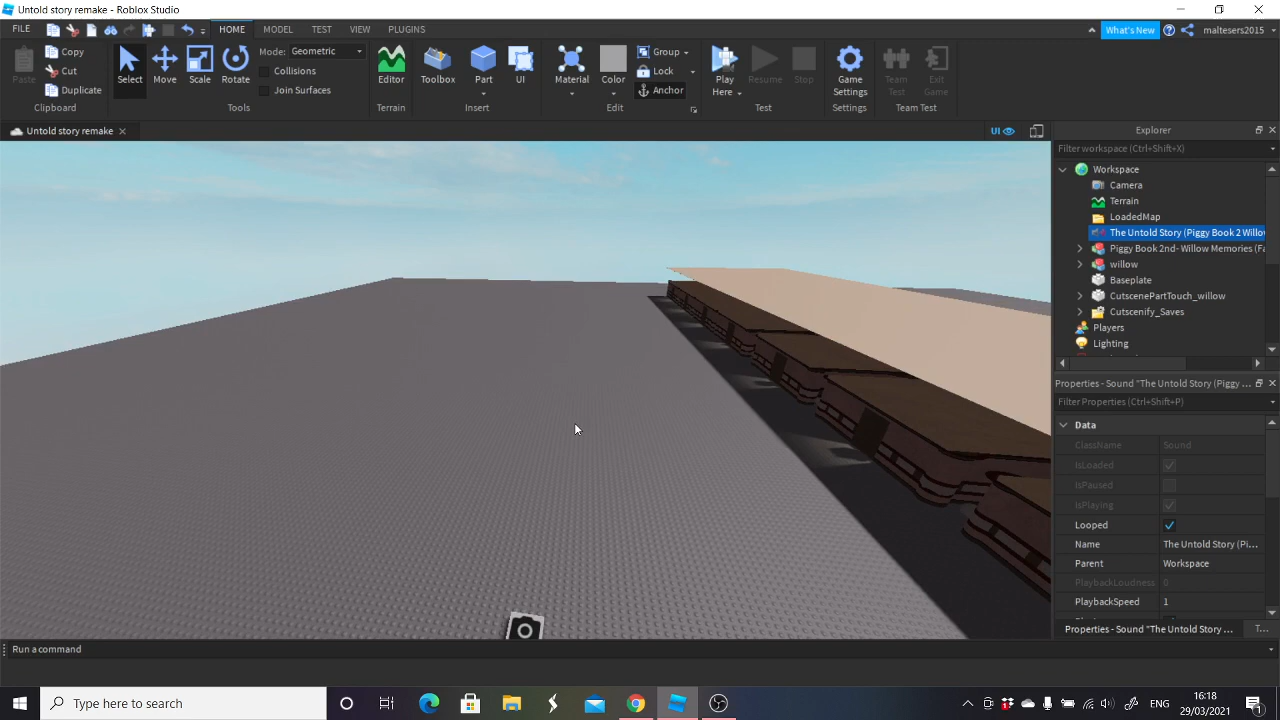 Untold story remake - Roblox Studio
FILE HOME MODEL TEST VIEW PLUGINS What's New maltesers2015
Paste Copy Cut Duplicate Clipboard
Select Move Scale Rotate Mode: Geometric Collisions Join Surfaces Tools
Editor Terrain
Toolbox Part UI Insert
Material Color Group Lock Anchor Edit
Play Here Resume Stop Test
Game Settings Settings
Team Test Exit Game Team Test
Untold story remake
UI
Explorer
Filter workspace (Ctrl+Shift+X)
Workspace
Camera
Terrain
LoadedMap
The Untold Story (Piggy Book 2 Willo
Piggy Book 2nd- Willow Memories (Fa
willow
Baseplate
CutscenePartTouch_willow
Cutscenify_Saves
Players
Lighting
Properties - Sound "The Untold Story (Piggy ...
Filter Properties (Ctrl+Shift+P)
Data
ClassName Sound
IsLoaded
IsPaused
IsPlaying
Looped
Name The Untold Story (Pi...
Parent Workspace
PlaybackLoudness 0
PlaybackSpeed 1
Properties - Sound "The Untold Story ... T...
Run a command
Type here to search
ENG
16:18
29/03/2021